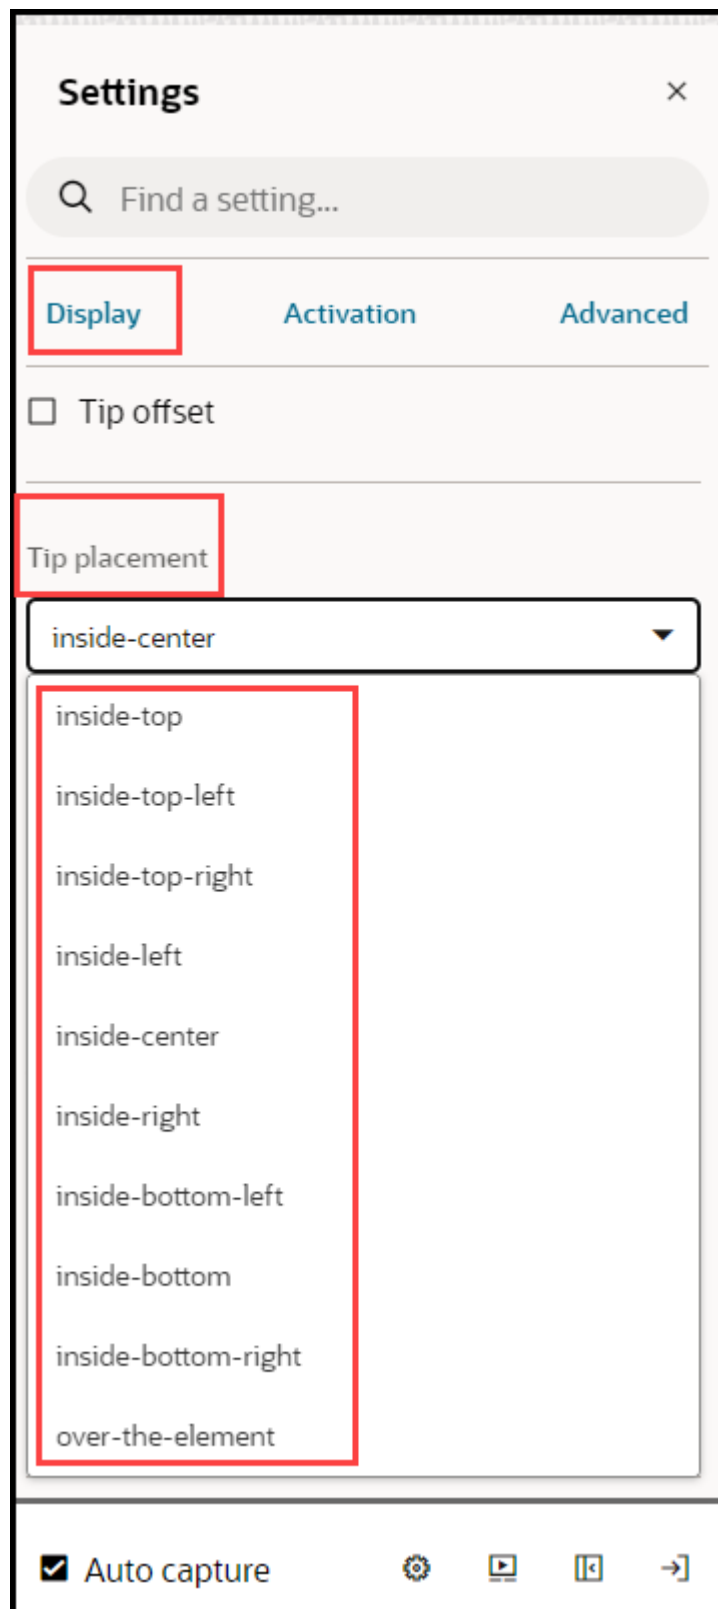 Settings
Find a setting...
Display Activation Advanced
Tip offset
Tip placement
inside-center
inside-top
inside-top-left
inside-top-right
inside-left
inside-center
inside-right
inside-bottom-left
inside-bottom
inside-bottom-right
over-the-element
Auto capture